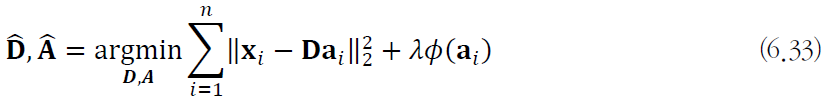 D̂, Â = argmin_{D,A} ∑_{i=1}^{n} ‖x_i − Da_i‖_2^2 + λϕ(a_i) (6.33)